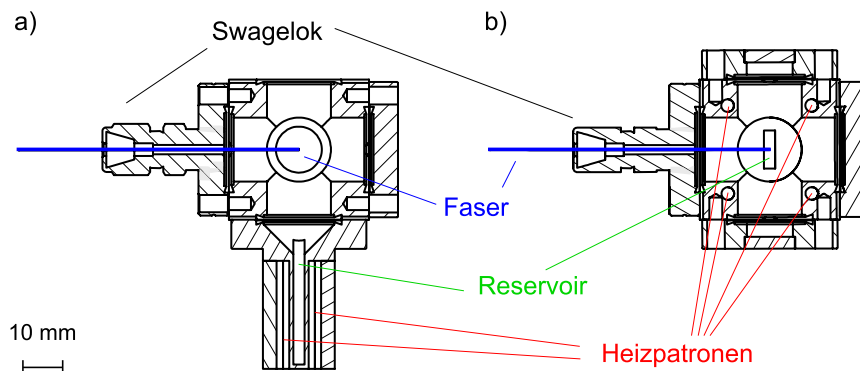 a)
b)
Swagelok
Faser
Reservoir
10 mm
Heizpatronen